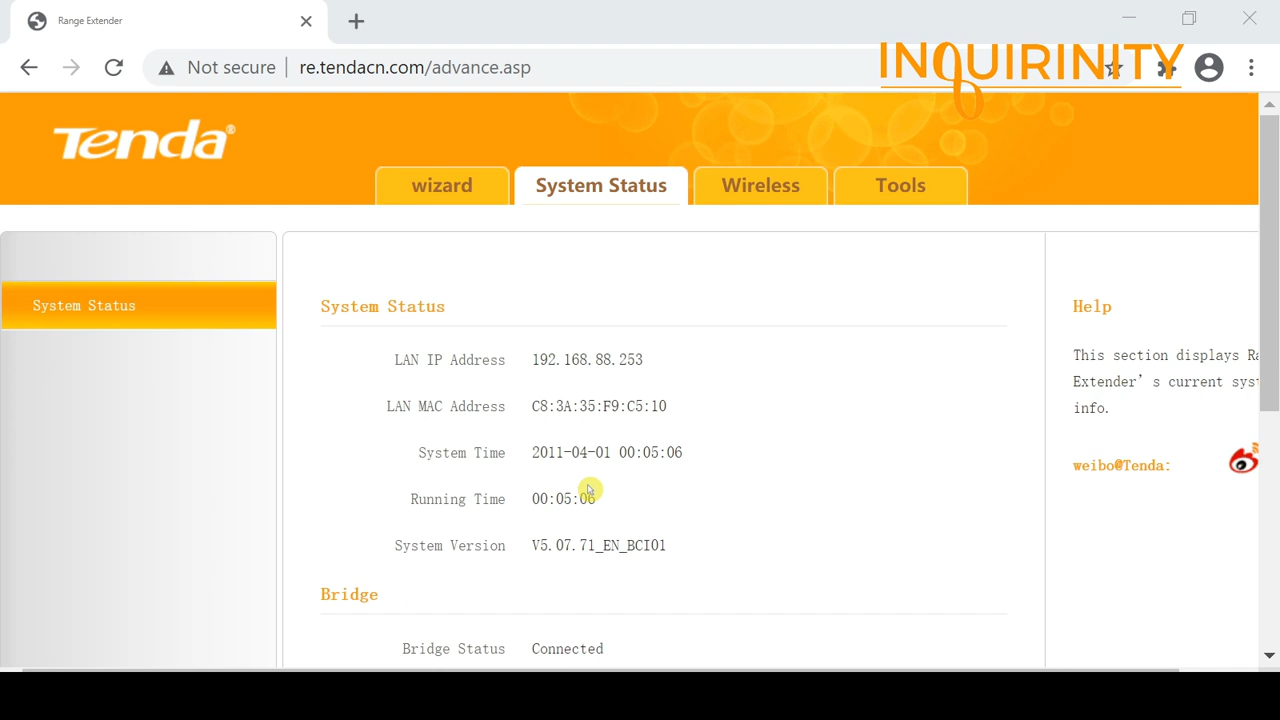 Range Extender
Not secure
re.tendacn.com/advance.asp
INQUIRINITY
Tenda®
wizard
System Status
Wireless
Tools
System Status
System Status
LAN IP Address 192.168.88.253
LAN MAC Address C8:3A:35:F9:C5:10
System Time 2011-04-01 00:05:06
Running Time 00:05:06
System Version V5.07.71_EN_BCI01
Bridge
Bridge Status Connected
Help
This section displays Ra
Extender’s current syst
info.
weibo@Tenda: